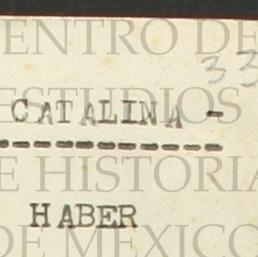 ENTRO DE
33
CATALINA -
ESTUDIOS
E HISTORIA
HABER
DE MEXICO